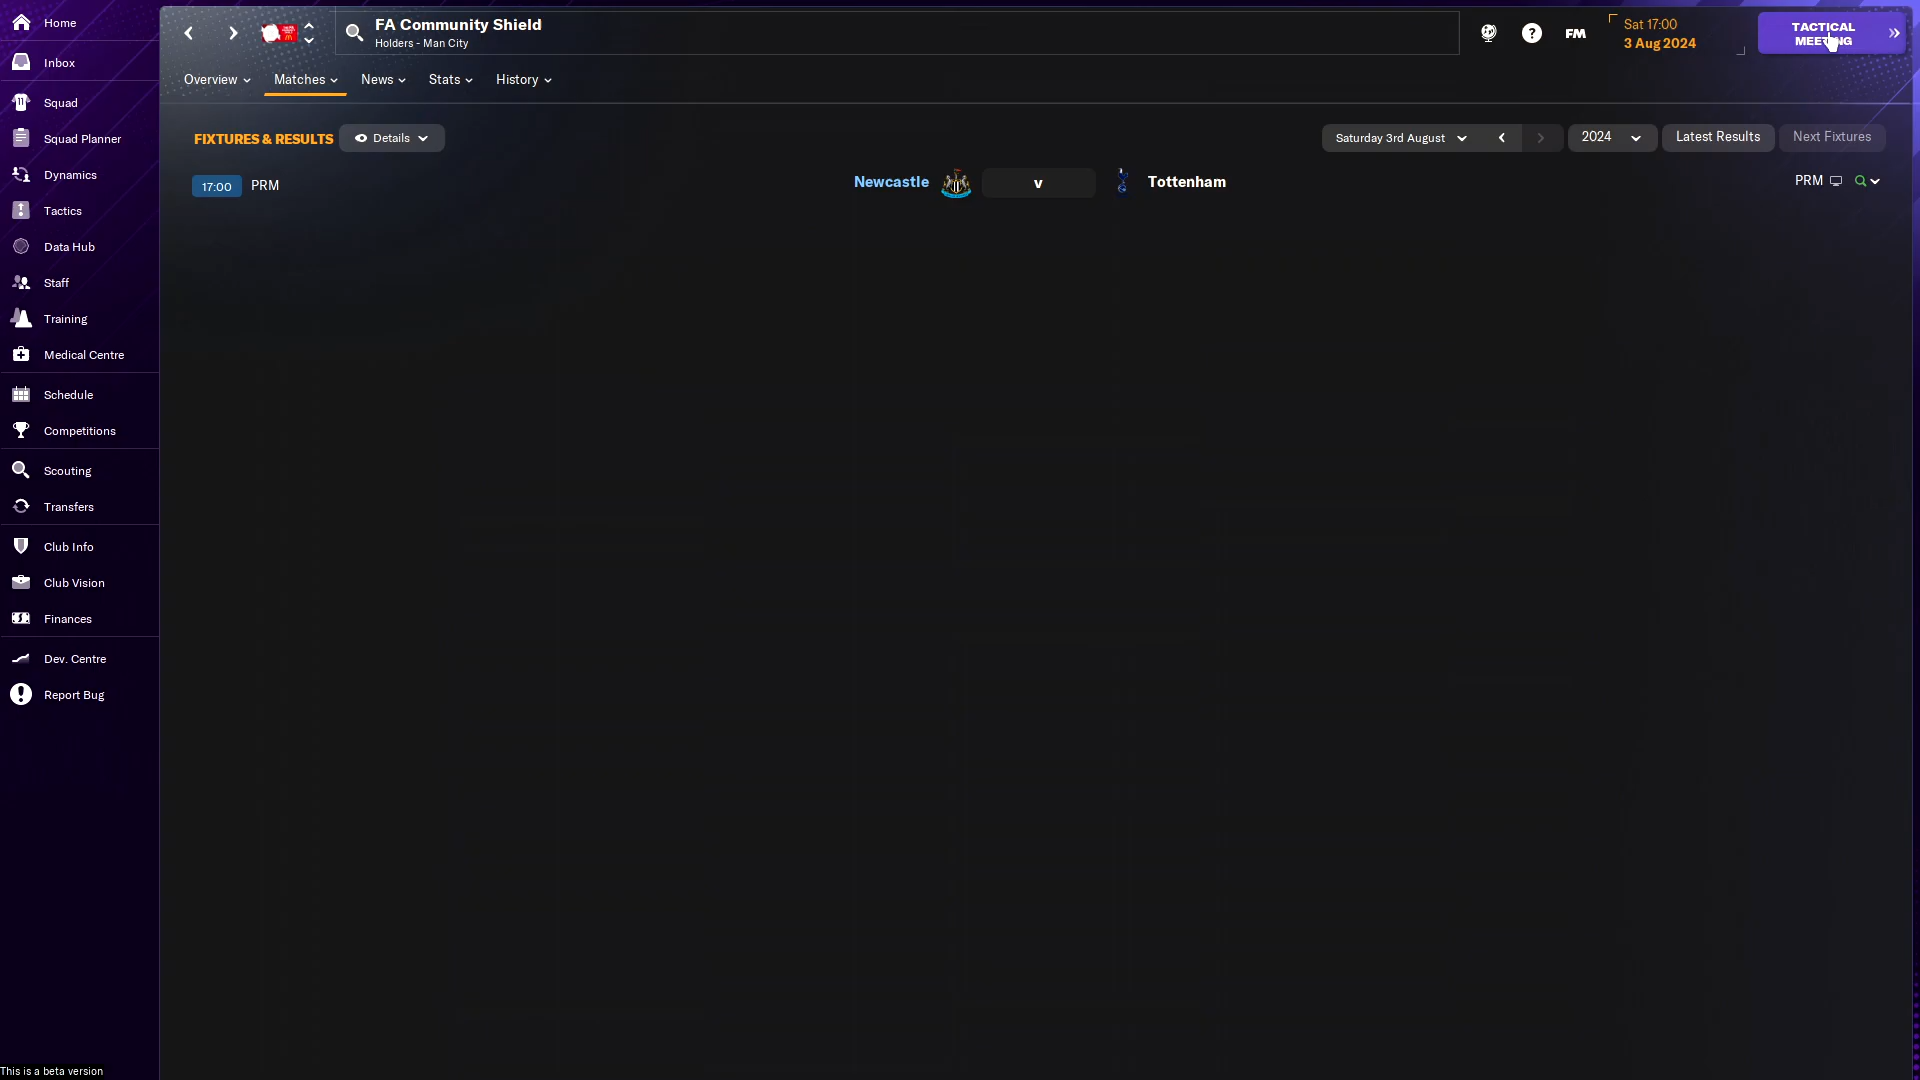 Home
Inbox
Squad
Squad Planner
Dynamics
Tactics
Data Hub
Staff
Training
Medical Centre
Schedule
Competitions
Scouting
Transfers
Club Info
Club Vision
Finances
Dev. Centre
Report Bug
This is a beta version
FA Community Shield
Holders - Man City
FM
Sat 17:00
3 Aug 2024
TACTICAL
MEETING
Overview
Matches
News
Stats
History
FIXTURES & RESULTS
Details
Saturday 3rd August
2024
Latest Results
Next Fixtures
17:00 PRM
Newcastle v Tottenham
PRM